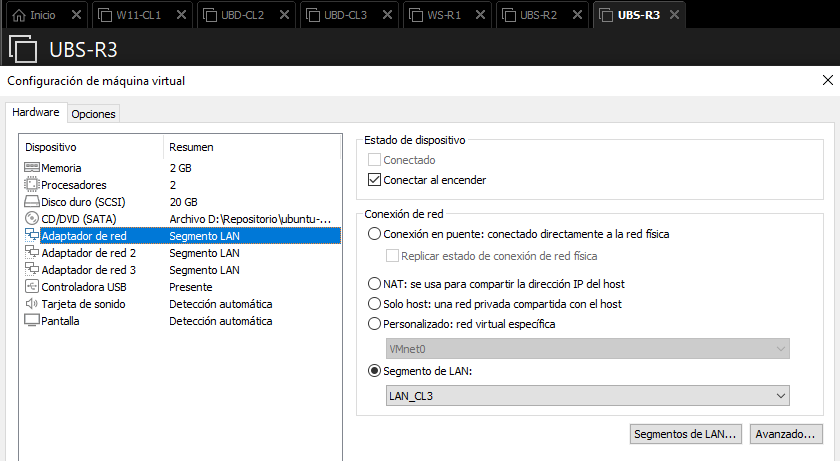 Inicio W11-CL1 UBD-CL2 UBD-CL3 WS-R1 UBS-R2 UBS-R3
UBS-R3
Configuración de máquina virtual
Hardware Opciones
Dispositivo Resumen
Memoria 2 GB
Procesadores 2
Disco duro (SCSI) 20 GB
CD/DVD (SATA) Archivo D:\Repositorio\ubuntu-...
Adaptador de red Segmento LAN
Adaptador de red 2 Segmento LAN
Adaptador de red 3 Segmento LAN
Controladora USB Presente
Tarjeta de sonido Detección automática
Pantalla Detección automática
Estado de dispositivo
Conectado
Conectar al encender
Conexión de red
Conexión en puente: conectado directamente a la red física
Replicar estado de conexión de red física
NAT: se usa para compartir la dirección IP del host
Solo host: una red privada compartida con el host
Personalizado: red virtual específica
VMnet0
Segmento de LAN:
LAN_CL3
Segmentos de LAN... Avanzado...